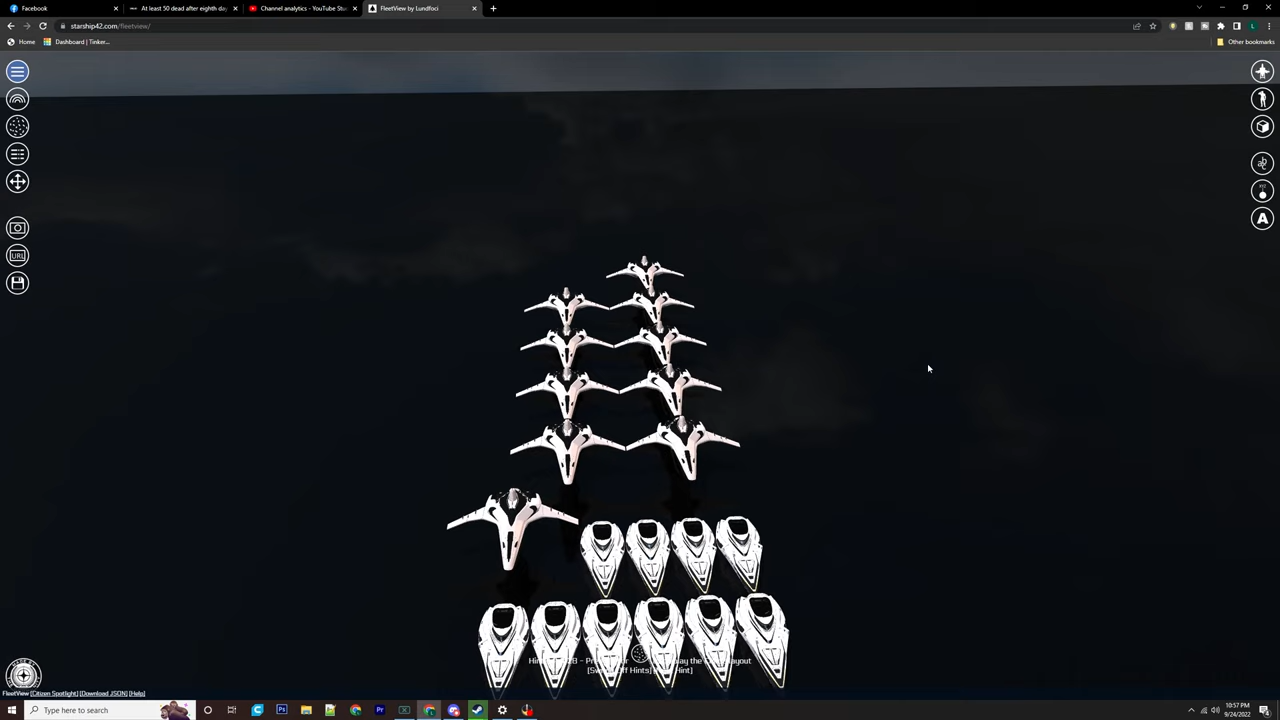 Facebook
At least 50 dead after eighth day
Channel analytics - YouTube Stu
FleetView by Lundfoci
starship42.com/fleetview/
Home
Dashboard | Tinker...
Other bookmarks
URL
XYZ
A
FleetView [Citizen Spotlight] [Download JSON] [Help]
Type here to search
10:57 PM
9/24/2022